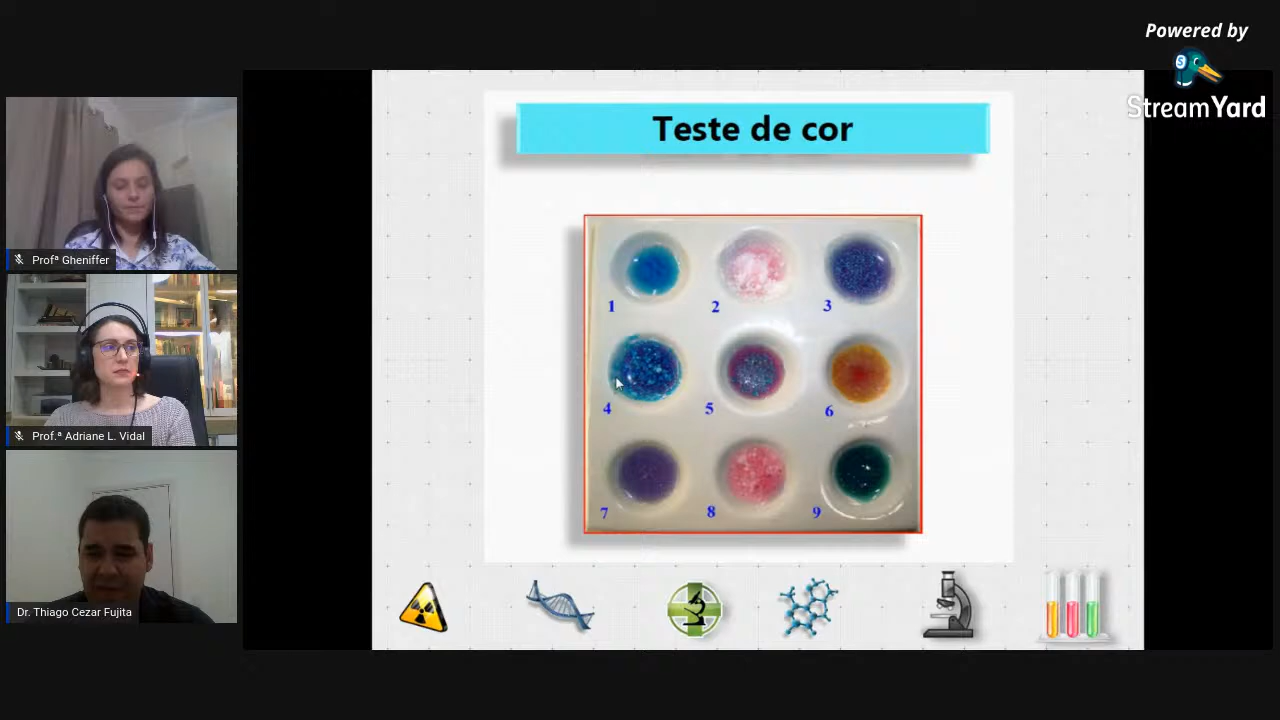 Powered by
StreamYard
Teste de cor
1 2 3
4 5 6
7 8 9
Profª Gheniffer
Prof.ª Adriane L. Vidal
Dr. Thiago Cezar Fujita